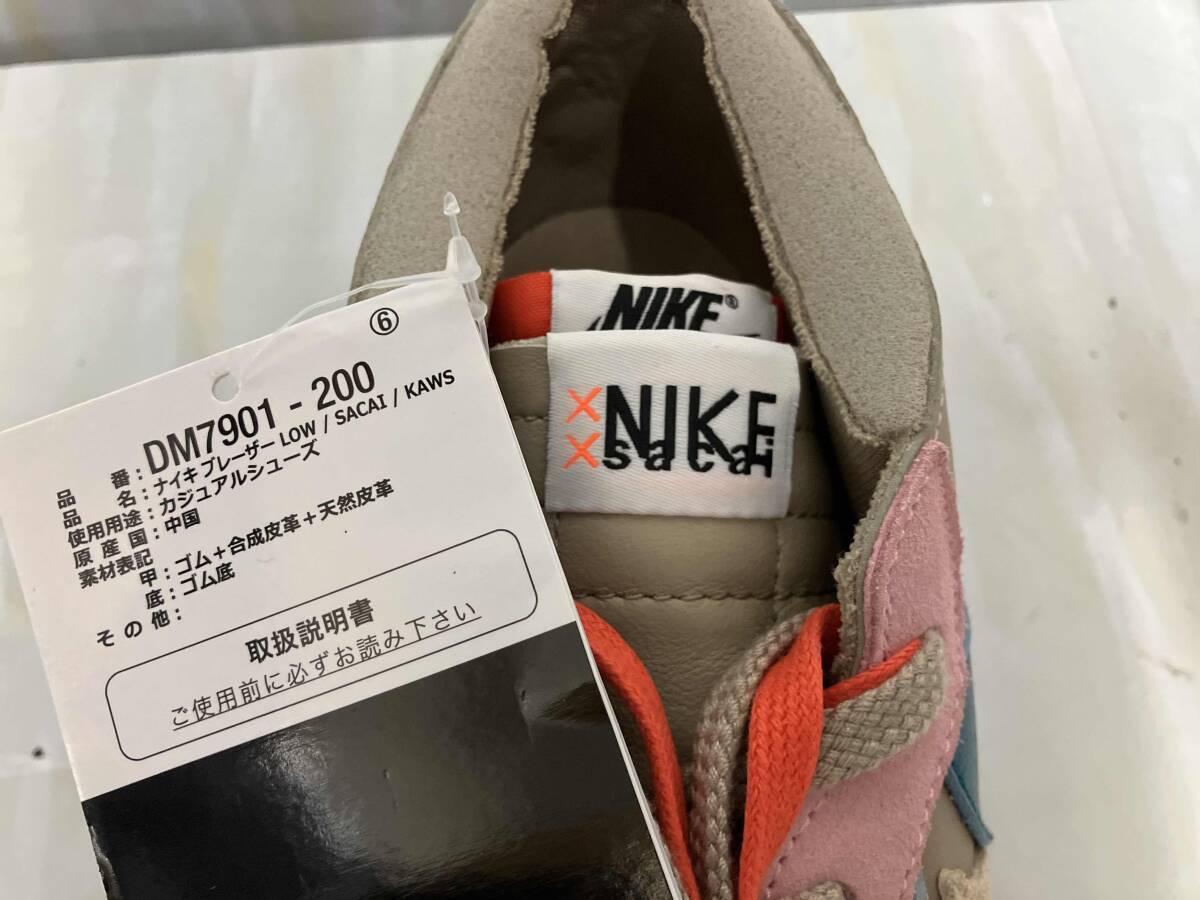 ⑥
品番：DM7901 - 200
品名：ナイキ ブレーザー LOW / SACAI / KAWS
使用用途：カジュアルシューズ
原産国：中国
素材表記
甲：ゴム＋合成皮革＋天然皮革
底：ゴム底
その他：
取扱説明書
ご使用前に必ずお読み下さい
NIKE®
×NIKE
×sacai